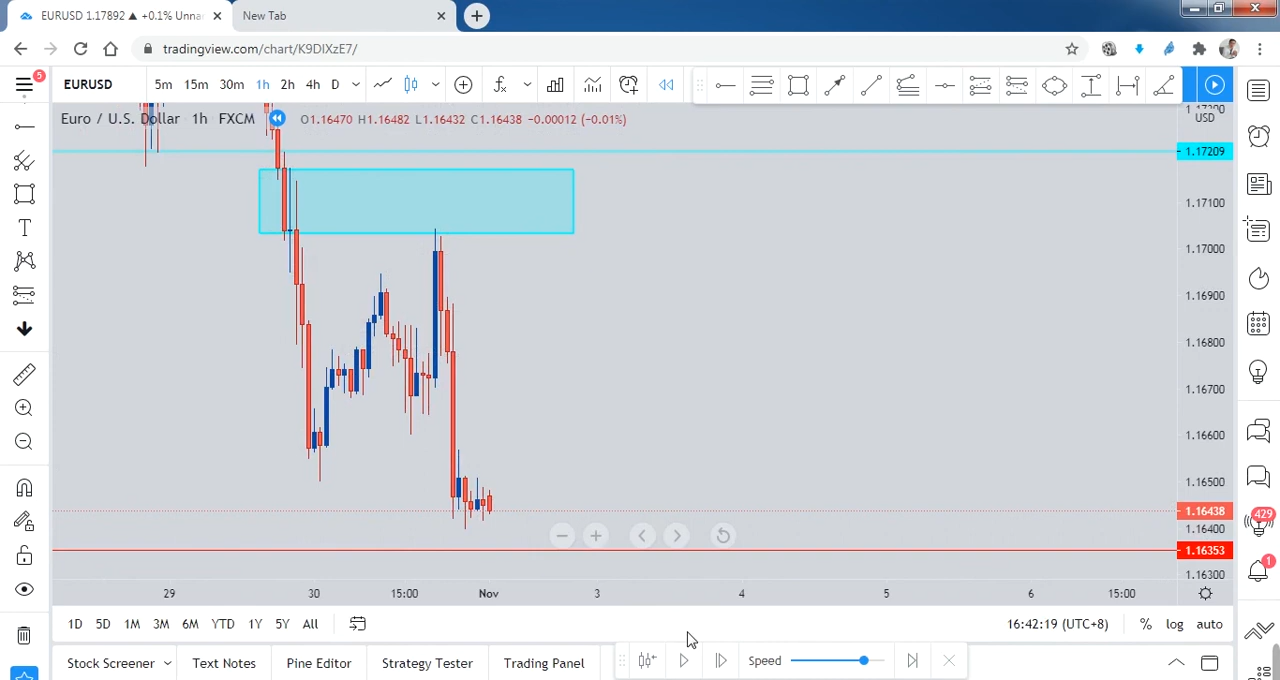 EURUSD 1.17892 ▲ +0.1% Unna
New Tab
tradingview.com/chart/K9DIXzE7/
5
EURUSD
5m 15m 30m 1h 2h 4h D
Euro / U.S. Dollar 1h FXCM O1.16470 H1.16482 L1.16432 C1.16438 -0.00012 (-0.01%)
USD
1.17209
1.17100
1.17000
1.16900
1.16800
1.16700
1.16600
1.16500
1.16438
1.16400
1.16353
1.16300
429
1
29 30 15:00 Nov 3 4 5 6 15:00
1D 5D 1M 3M 6M YTD 1Y 5Y All 16:42:19 (UTC+8) % log auto
Stock Screener Text Notes Pine Editor Strategy Tester Trading Panel Speed